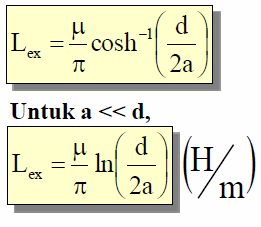 L_ex = μ/π cosh⁻¹(d/2a)
Untuk a << d,
L_ex = μ/π ln(d/2a) (H/m)